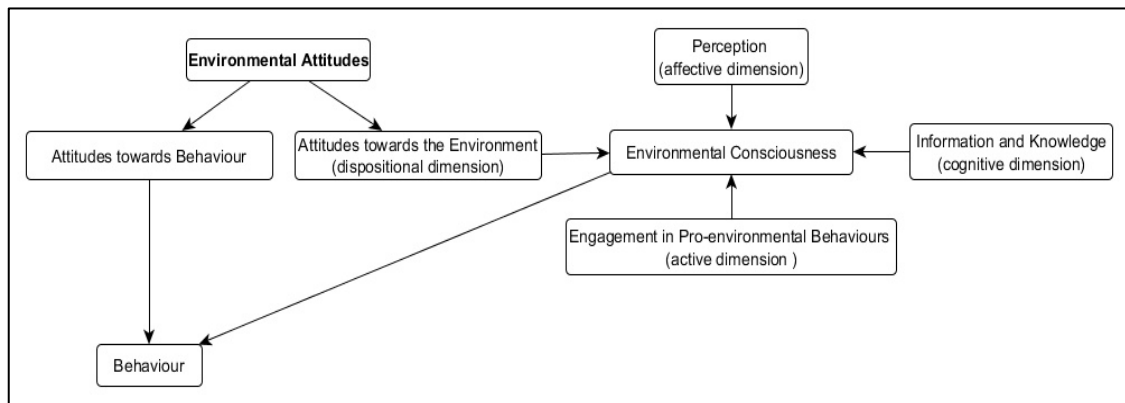 Environmental Attitudes
Perception
(affective dimension)
Attitudes towards Behaviour
Attitudes towards the Environment
(dispositional dimension)
Environmental Consciousness
Information and Knowledge
(cognitive dimension)
Engagement in Pro-environmental Behaviours
(active dimension )
Behaviour